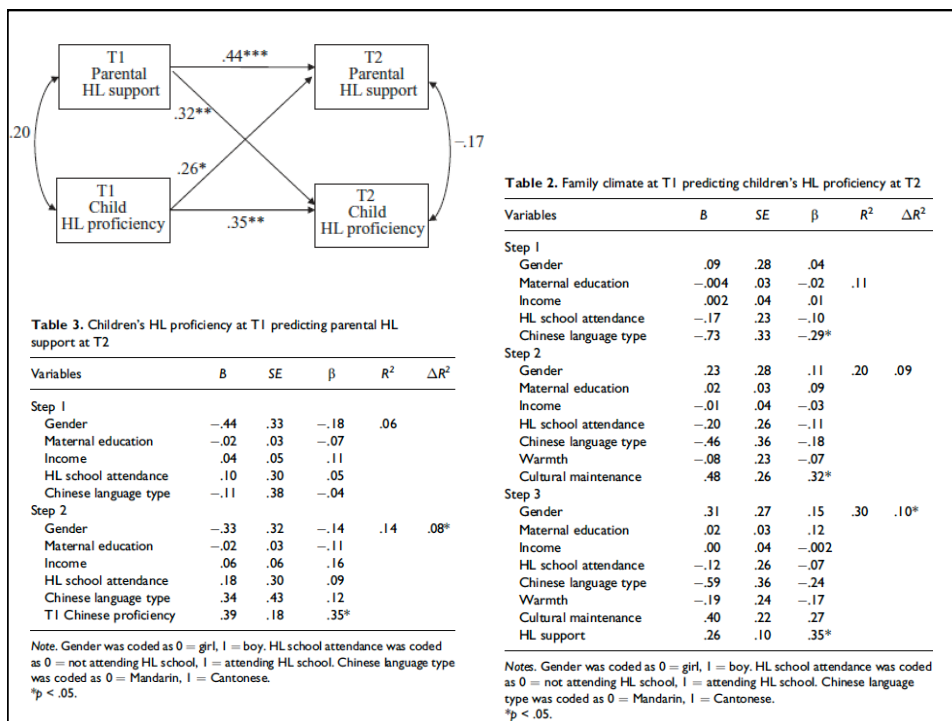 T1
Parental
HL support
.44***
T2
Parental
HL support
.32**
.20
–.17
.26*
T1
Child
HL proficiency
.35**
T2
Child
HL proficiency
Table 3. Children's HL proficiency at T1 predicting parental HL
support at T2
Variables B SE β R² ΔR²
Step 1
Gender –.44 .33 –.18 .06
Maternal education –.02 .03 –.07
Income .04 .05 .11
HL school attendance .10 .30 .05
Chinese language type –.11 .38 –.04
Step 2
Gender –.33 .32 –.14 .14 .08*
Maternal education –.02 .03 –.11
Income .06 .06 .16
HL school attendance .18 .30 .09
Chinese language type .34 .43 .12
T1 Chinese proficiency .39 .18 .35*
Note. Gender was coded as 0 = girl, 1 = boy. HL school attendance was coded
as 0 = not attending HL school, 1 = attending HL school. Chinese language type
was coded as 0 = Mandarin, 1 = Cantonese.
*p < .05.
Table 2. Family climate at T1 predicting children's HL proficiency at T2
Variables B SE β R² ΔR²
Step 1
Gender .09 .28 .04
Maternal education –.004 .03 –.02 .11
Income .002 .04 .01
HL school attendance –.17 .23 –.10
Chinese language type –.73 .33 –.29*
Step 2
Gender .23 .28 .11 .20 .09
Maternal education .02 .03 .09
Income –.01 .04 –.03
HL school attendance –.20 .26 –.11
Chinese language type –.46 .36 –.18
Warmth –.08 .23 –.07
Cultural maintenance .48 .26 .32*
Step 3
Gender .31 .27 .15 .30 .10*
Maternal education .02 .03 .12
Income .00 .04 –.002
HL school attendance –.12 .26 –.07
Chinese language type –.59 .36 –.24
Warmth –.19 .24 –.17
Cultural maintenance .40 .22 .27
HL support .26 .10 .35*
Notes. Gender was coded as 0 = girl, 1 = boy. HL school attendance was coded
as 0 = not attending HL school, 1 = attending HL school. Chinese language
type was coded as 0 = Mandarin, 1 = Cantonese.
*p < .05.